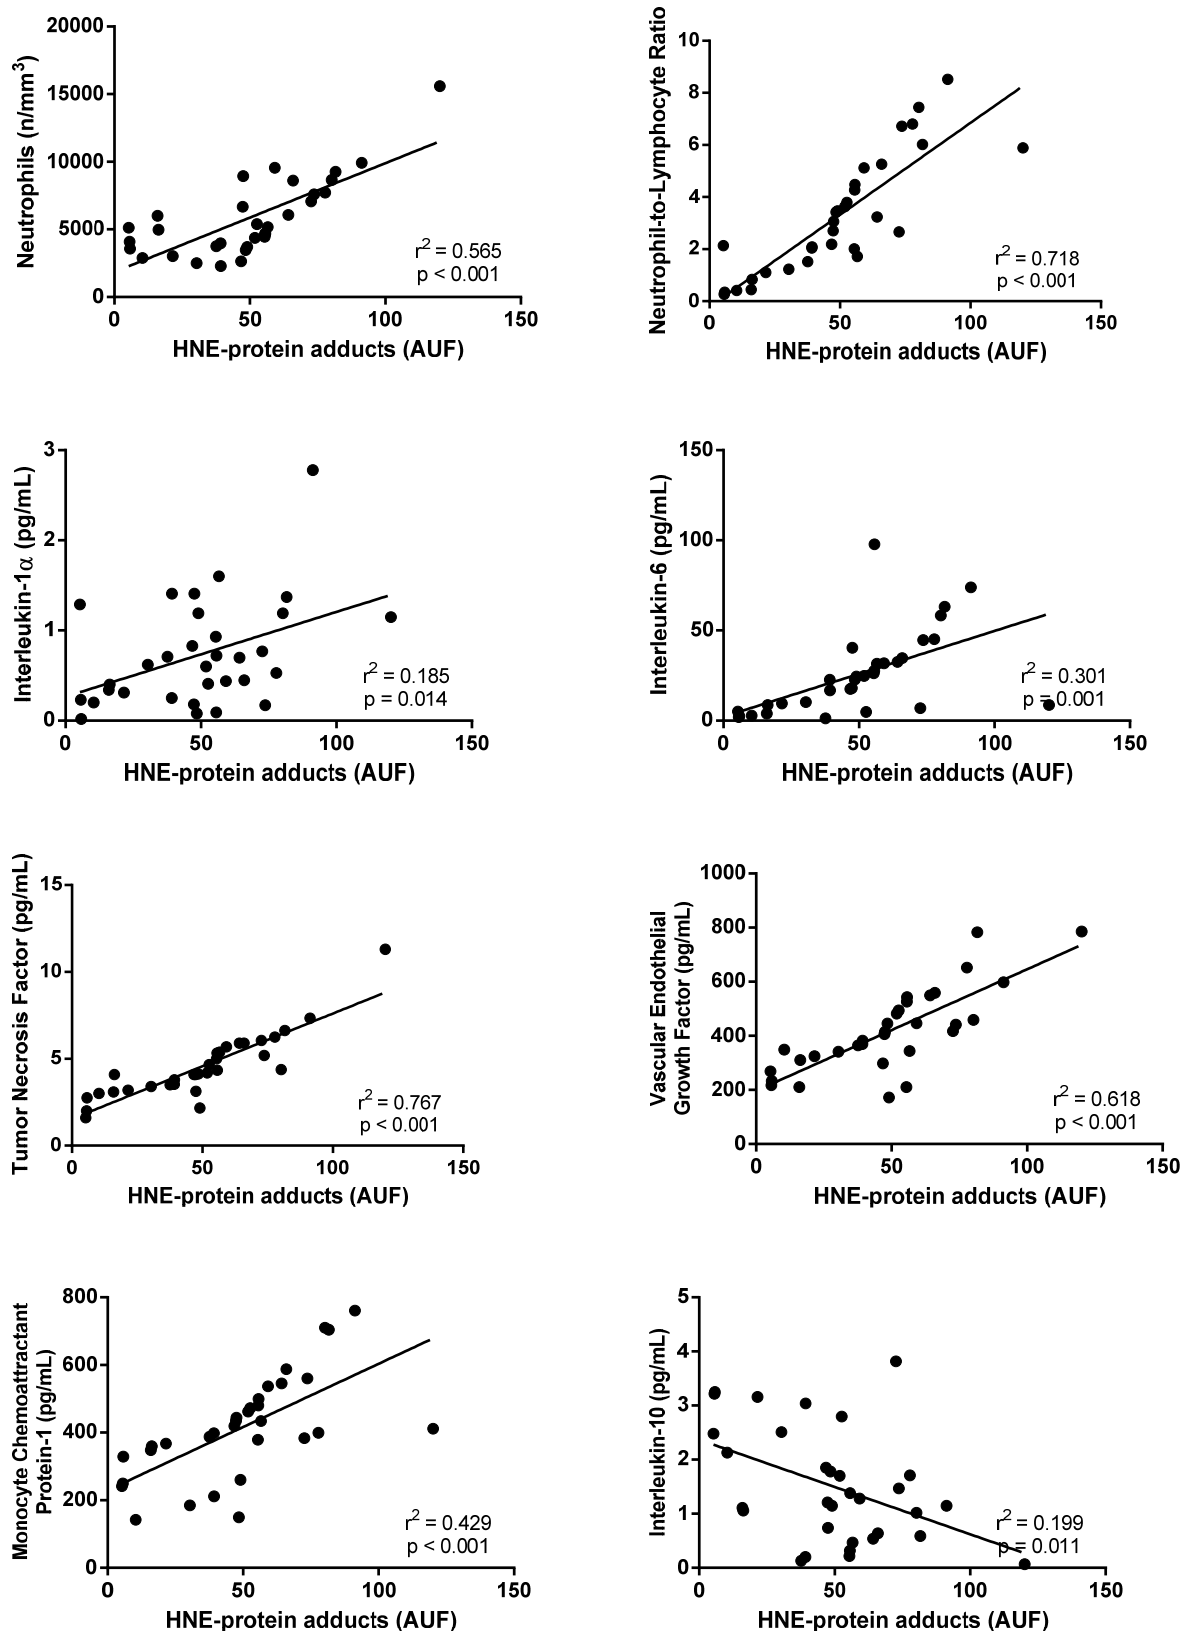 Neutrophils (n/mm³)
20000
15000
10000
5000
0
r² = 0.565
p < 0.001
0 50 100 150
HNE-protein adducts (AUF)
Neutrophil-to-Lymphocyte Ratio
10
8
6
4
2
0
r² = 0.718
p < 0.001
0 50 100 150
HNE-protein adducts (AUF)
Interleukin-1α (pg/mL)
3
2
1
0
r² = 0.185
p = 0.014
0 50 100 150
HNE-protein adducts (AUF)
Interleukin-6 (pg/mL)
150
100
50
0
r² = 0.301
p = 0.001
0 50 100 150
HNE-protein adducts (AUF)
Tumor Necrosis Factor (pg/mL)
15
10
5
0
r² = 0.767
p < 0.001
0 50 100 150
HNE-protein adducts (AUF)
Vascular Endothelial
Growth Factor (pg/mL)
1000
800
600
400
200
0
r² = 0.618
p < 0.001
0 50 100 150
HNE-protein adducts (AUF)
Monocyte Chemoattractant
Protein-1 (pg/mL)
800
600
400
200
0
r² = 0.429
p < 0.001
0 50 100 150
HNE-protein adducts (AUF)
Interleukin-10 (pg/mL)
5
4
3
2
1
0
r² = 0.199
p = 0.011
0 50 100 150
HNE-protein adducts (AUF)